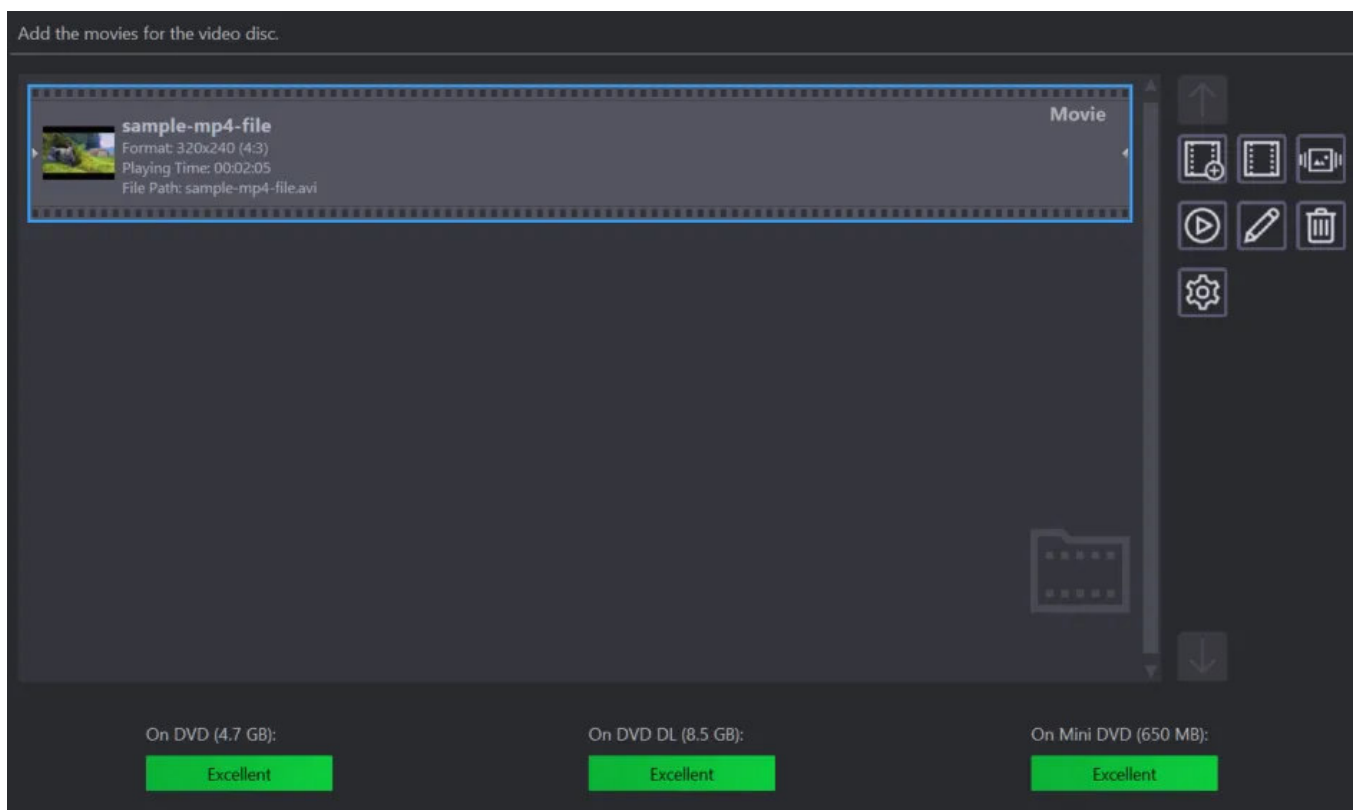 Add the movies for the video disc.
Movie
sample-mp4-file
Format: 320x240 (4:3)
Playing Time: 00:02:05
File Path: sample-mp4-file.avi
On DVD (4.7 GB):
On DVD DL (8.5 GB):
On Mini DVD (650 MB):
Excellent
Excellent
Excellent